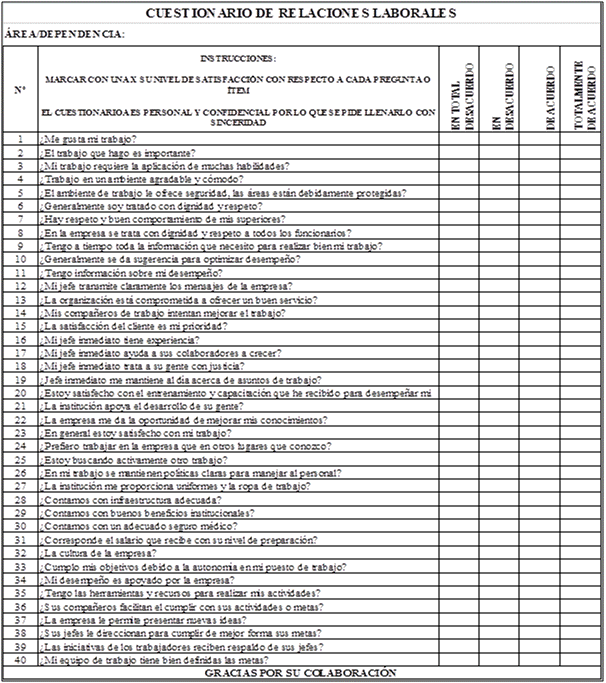 CUESTIONARIO DE RELACIONES LABORALES
ÁREA/DEPENDENCIA:
Nº
INSTRUCCIONES:
MARCAR CON UNA X SU NIVEL DE SATISFACCIÓN CON RESPECTO A CADA PREGUNTA O
ÍTEM
EL CUESTIONARIO A ES PERSONAL Y CONFIDENCIAL POR LO QUE SE PIDE LLENARLO CON
SINCERIDAD
EN TOTAL DESACUERDO
EN DESACUERDO
DE ACUERDO
TOTALMENTE DE ACUERDO
1 ¿Me gusta mi trabajo?
2 ¿El trabajo que hago es importante?
3 ¿Mi trabajo requiere la aplicación de muchas habilidades?
4 ¿Trabajo en un ambiente agradable y cómodo?
5 ¿El ambiente de trabajo le ofrece seguridad, las áreas están debidamente protegidas?
6 ¿Generalmente soy tratado con dignidad y respeto?
7 ¿Hay respeto y buen comportamiento de mis superiores?
8 ¿En la empresa se trata con dignidad y respeto a todos los funcionarios?
9 ¿Tengo a tiempo toda la información que necesito para realizar bien mi trabajo?
10 ¿Generalmente se da sugerencia para optimizar desempeño?
11 ¿Tengo información sobre mi desempeño?
12 ¿Mi jefe transmite claramente los mensajes de la empresa?
13 ¿La organización está comprometida a ofrecer un buen servicio?
14 ¿Mis compañeros de trabajo intentan mejorar el trabajo?
15 ¿La satisfacción del cliente es mi prioridad?
16 ¿Mi jefe inmediato tiene experiencia?
17 ¿Mi jefe inmediato ayuda a sus colaboradores a crecer?
18 ¿Mi jefe inmediato trata a su gente con justicia?
19 ¿Jefe inmediato me mantiene al día acerca de asuntos de trabajo?
20 ¿Estoy satisfecho con el entrenamiento y capacitación que he recibido para desempeñar mi
21 ¿La institución apoya el desarrollo de su gente?
22 ¿La empresa me da la oportunidad de mejorar mis conocimientos?
23 ¿En general estoy satisfecho con mi trabajo?
24 ¿Prefiero trabajar en la empresa que en otros lugares que conozco?
25 ¿Estoy buscando activamente otro trabajo?
26 ¿En mi trabajo se mantienen políticas claras para manejar al personal?
27 ¿La institución me proporciona uniformes y la ropa de trabajo?
28 ¿Contamos con infraestructura adecuada?
29 ¿Contamos con buenos beneficios institucionales?
30 ¿Contamos con un adecuado seguro médico?
31 ¿Corresponde el salario que recibe con su nivel de preparación?
32 ¿La cultura de la empresa?
33 ¿Cumplo mis objetivos debido a la autonomía en mi puesto de trabajo?
34 ¿Mi desempeño es apoyado por la empresa?
35 ¿Tengo las herramientas y recursos para realizar mis actividades?
36 ¿Sus compañeros facilitan el cumplir con sus actividades o metas?
37 ¿La empresa le permite presentar nuevas ideas?
38 ¿Sus jefes le direccionan para cumplir de mejor forma sus metas?
39 ¿Las iniciativas de los trabajadores reciben respaldo de sus jefes?
40 ¿Mi equipo de trabajo tiene bien definidas las metas?
GRACIAS POR SU COLABORACIÓN